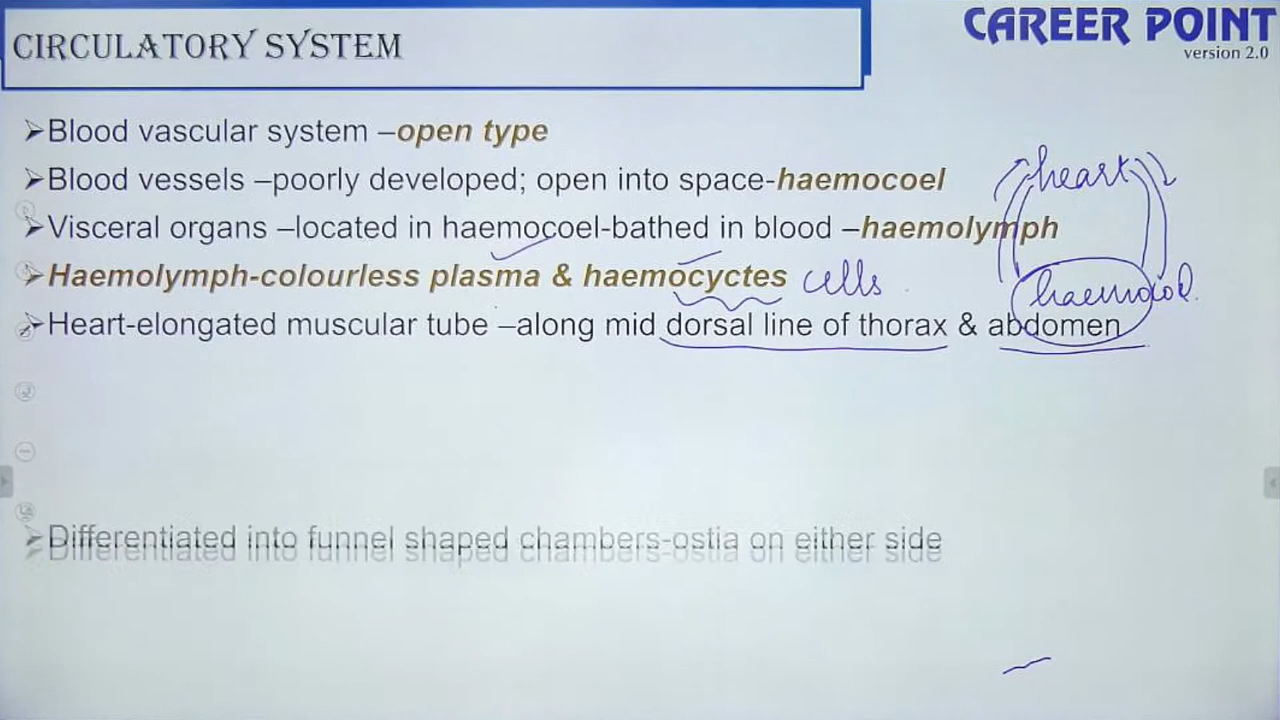 CIRCULATORY SYSTEM
CAREER POINT
version 2.0
➢Blood vascular system –open type
➢Blood vessels –poorly developed; open into space-haemocoel
heart
➢Visceral organs –located in haemocoel-bathed in blood –haemolymph
➢Haemolymph-colourless plasma & haemocyctes cells
haemocoel
➢Heart-elongated muscular tube –along mid dorsal line of thorax & abdomen
➢Differentiated into funnel shaped chambers-ostia on either side